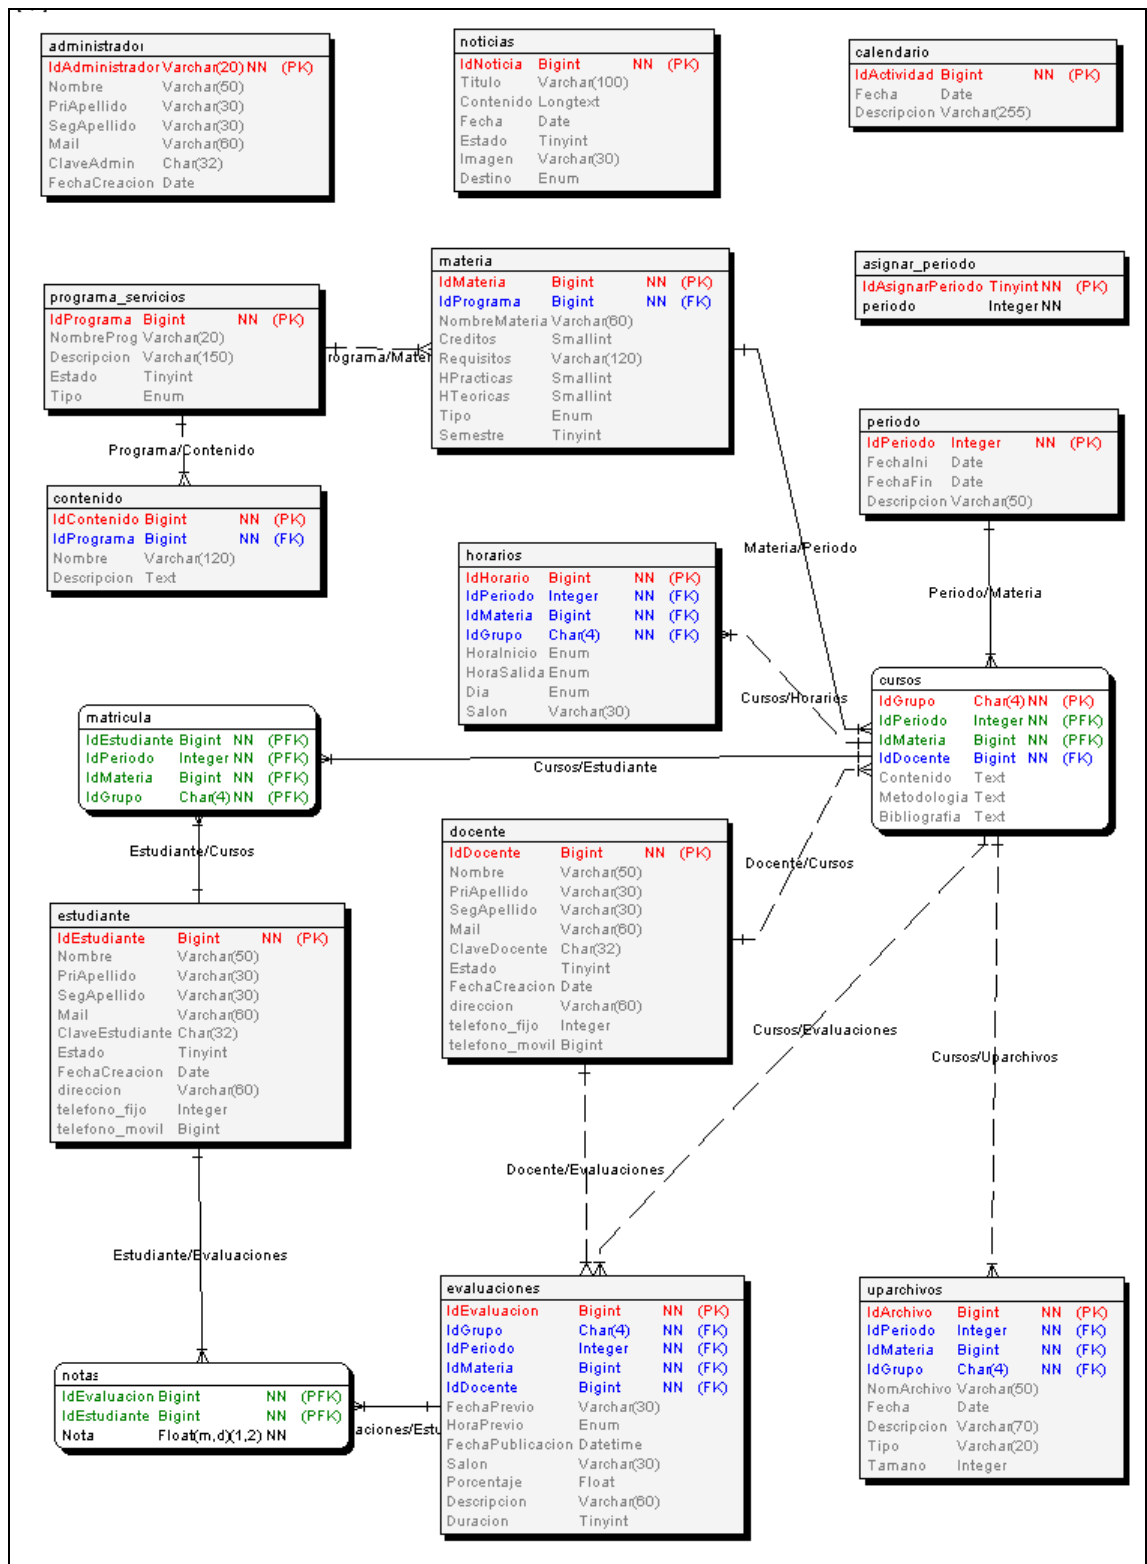 administrador
IdAdministrador Varchar(20) NN (PK)
Nombre Varchar(50)
PriApellido Varchar(30)
SegApellido Varchar(30)
Mail Varchar(60)
ClaveAdmin Char(32)
FechaCreacion Date
noticias
IdNoticia Bigint NN (PK)
Titulo Varchar(100)
Contenido Longtext
Fecha Date
Estado Tinyint
Imagen Varchar(30)
Destino Enum
calendario
IdActividad Bigint NN (PK)
Fecha Date
Descripcion Varchar(255)
programa_servicios
IdPrograma Bigint NN (PK)
NombreProg Varchar(20)
Descripcion Varchar(150)
Estado Tinyint
Tipo Enum
rograma/Mater
materia
IdMateria Bigint NN (PK)
IdPrograma Bigint NN (FK)
NombreMateria Varchar(60)
Creditos Smallint
Requisitos Varchar(120)
HPracticas Smallint
HTeoricas Smallint
Tipo Enum
Semestre Tinyint
asignar_periodo
IdAsignarPeriodo Tinyint NN (PK)
periodo Integer NN
periodo
IdPeriodo Integer NN (PK)
FechaIni Date
FechaFin Date
Descripcion Varchar(50)
Programa/Contenido
contenido
IdContenido Bigint NN (PK)
IdPrograma Bigint NN (FK)
Nombre Varchar(120)
Descripcion Text
Materia/Periodo
Periodo/Materia
horarios
IdHorario Bigint NN (PK)
IdPeriodo Integer NN (FK)
IdMateria Bigint NN (FK)
IdGrupo Char(4) NN (FK)
HoraInicio Enum
HoraSalida Enum
Dia Enum
Salon Varchar(30)
Cursos/Horarios
cursos
IdGrupo Char(4) NN (PK)
IdPeriodo Integer NN (PFK)
IdMateria Bigint NN (PFK)
IdDocente Bigint NN (FK)
Contenido Text
Metodologia Text
Bibliografia Text
matricula
IdEstudiante Bigint NN (PFK)
IdPeriodo Integer NN (PFK)
IdMateria Bigint NN (PFK)
IdGrupo Char(4) NN (PFK)
Cursos/Estudiante
Estudiante/Cursos
docente
IdDocente Bigint NN (PK)
Nombre Varchar(50)
PriApellido Varchar(30)
SegApellido Varchar(30)
Mail Varchar(60)
ClaveDocente Char(32)
Estado Tinyint
FechaCreacion Date
direccion Varchar(60)
telefono_fijo Integer
telefono_movil Bigint
Docente/Cursos
estudiante
IdEstudiante Bigint NN (PK)
Nombre Varchar(50)
PriApellido Varchar(30)
SegApellido Varchar(30)
Mail Varchar(60)
ClaveEstudiante Char(32)
Estado Tinyint
FechaCreacion Date
direccion Varchar(60)
telefono_fijo Integer
telefono_movil Bigint
Cursos/Evaluaciones
Cursos/Uparchivos
Docente/Evaluaciones
Estudiante/Evaluaciones
evaluaciones
IdEvaluacion Bigint NN (PK)
IdGrupo Char(4) NN (FK)
IdPeriodo Integer NN (FK)
IdMateria Bigint NN (FK)
IdDocente Bigint NN (FK)
FechaPrevio Varchar(30)
HoraPrevio Enum
FechaPublicacion Datetime
Salon Varchar(30)
Porcentaje Float
Descripcion Varchar(60)
Duracion Tinyint
uparchivos
IdArchivo Bigint NN (PK)
IdPeriodo Integer NN (FK)
IdMateria Bigint NN (FK)
IdGrupo Char(4) NN (FK)
NomArchivo Varchar(50)
Fecha Date
Descripcion Varchar(70)
Tipo Varchar(20)
Tamano Integer
notas
IdEvaluacion Bigint NN (PFK)
IdEstudiante Bigint NN (PFK)
Nota Float(m,d)(1,2) NN
aciones/Estu